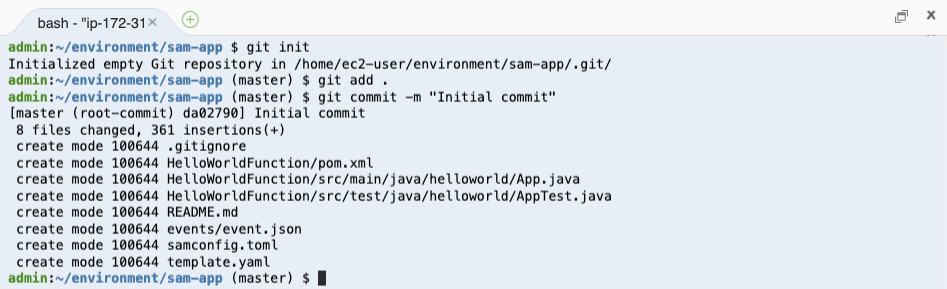 bash - "ip-172-31
admin:~/environment/sam-app $ git init
Initialized empty Git repository in /home/ec2-user/environment/sam-app/.git/
admin:~/environment/sam-app (master) $ git add .
admin:~/environment/sam-app (master) $ git commit -m "Initial commit"
[master (root-commit) da02790] Initial commit
 8 files changed, 361 insertions(+)
 create mode 100644 .gitignore
 create mode 100644 HelloWorldFunction/pom.xml
 create mode 100644 HelloWorldFunction/src/main/java/helloworld/App.java
 create mode 100644 HelloWorldFunction/src/test/java/helloworld/AppTest.java
 create mode 100644 README.md
 create mode 100644 events/event.json
 create mode 100644 samconfig.toml
 create mode 100644 template.yaml
admin:~/environment/sam-app (master) $